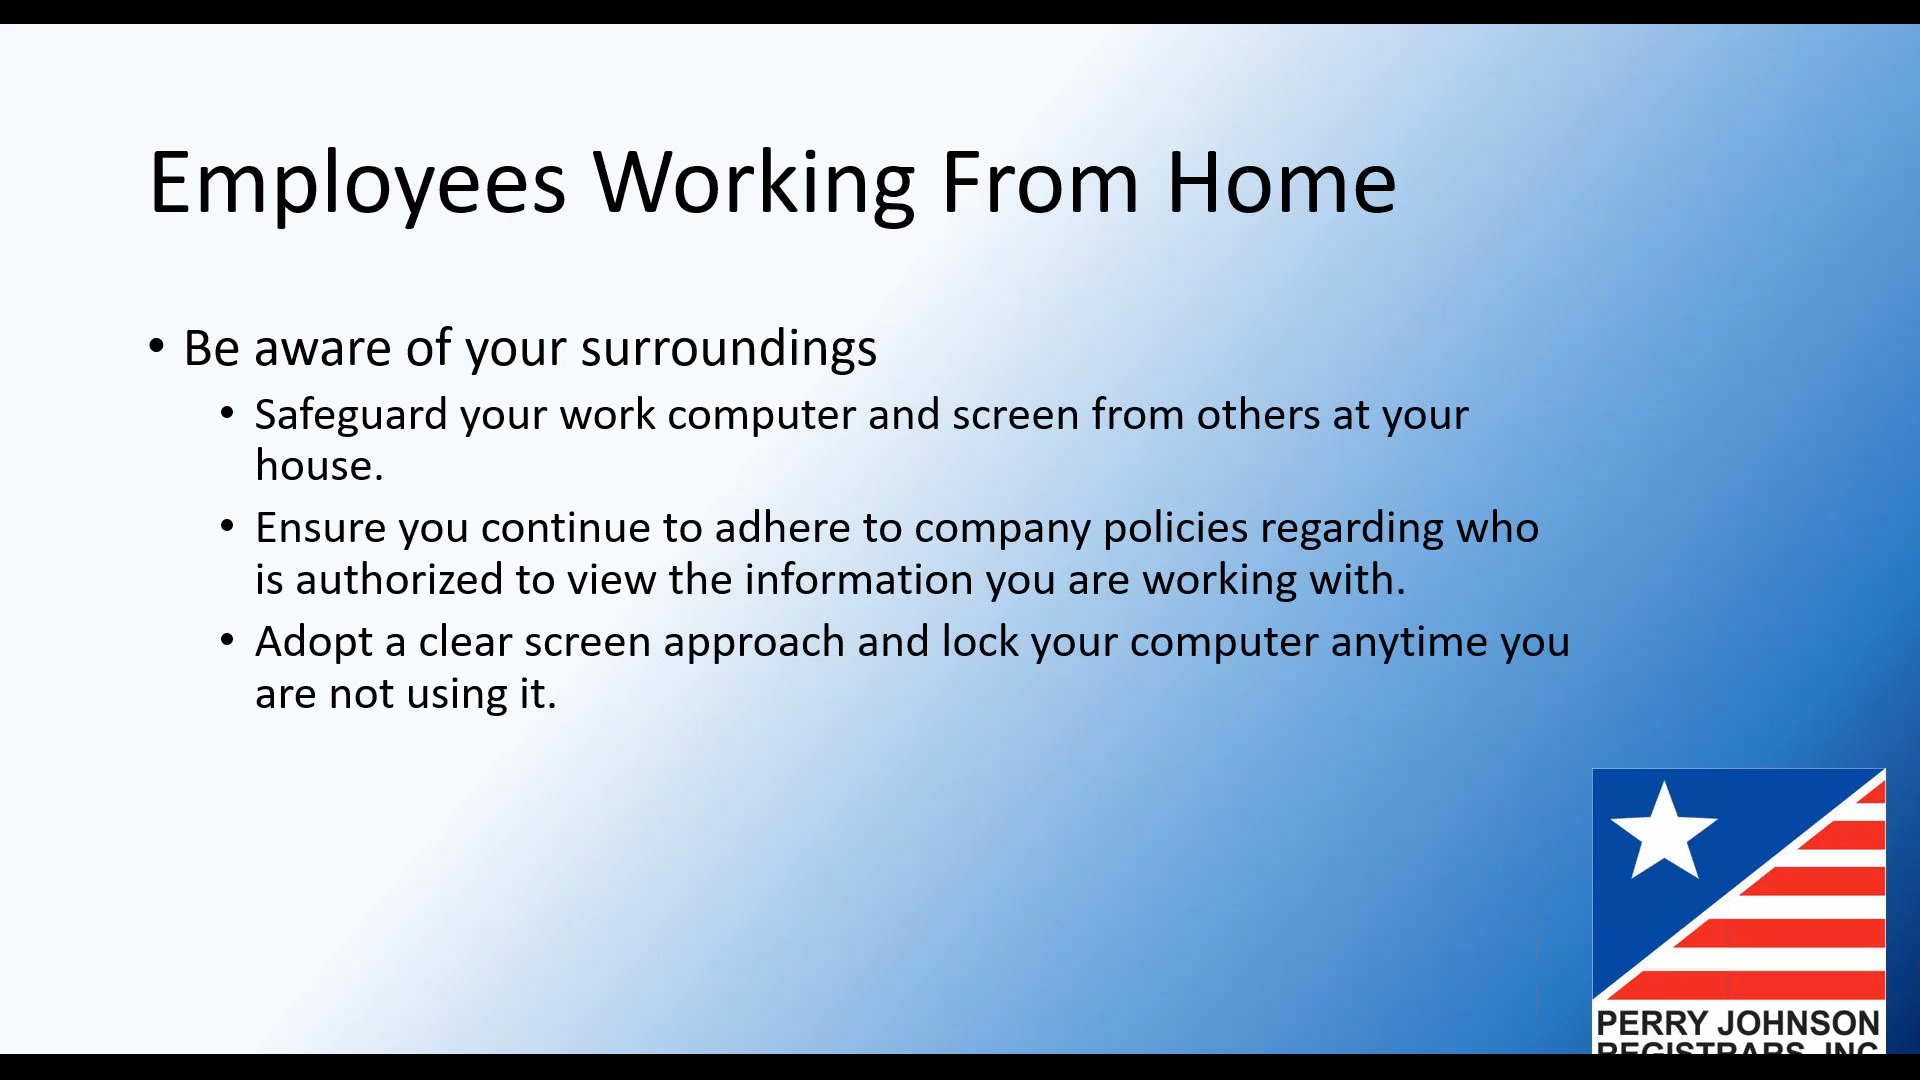 Employees Working From Home
• Be aware of your surroundings
• Safeguard your work computer and screen from others at your
house.
• Ensure you continue to adhere to company policies regarding who
is authorized to view the information you are working with.
• Adopt a clear screen approach and lock your computer anytime you
are not using it.
PERRY JOHNSON
REGISTRARS, INC